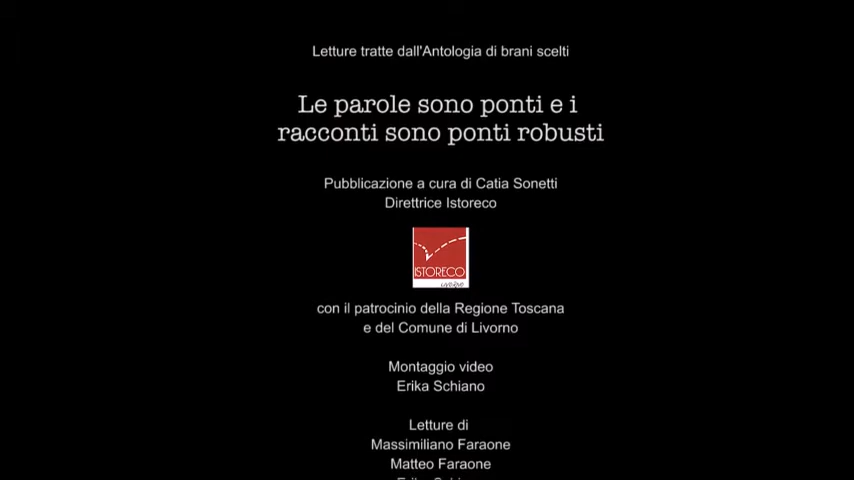 Letture tratte dall'Antologia di brani scelti
Le parole sono ponti e i
racconti sono ponti robusti
Pubblicazione a cura di Catia Sonetti
Direttrice Istoreco
ISTORECO
con il patrocinio della Regione Toscana
e del Comune di Livorno
Montaggio video
Erika Schiano
Letture di
Massimiliano Faraone
Matteo Faraone